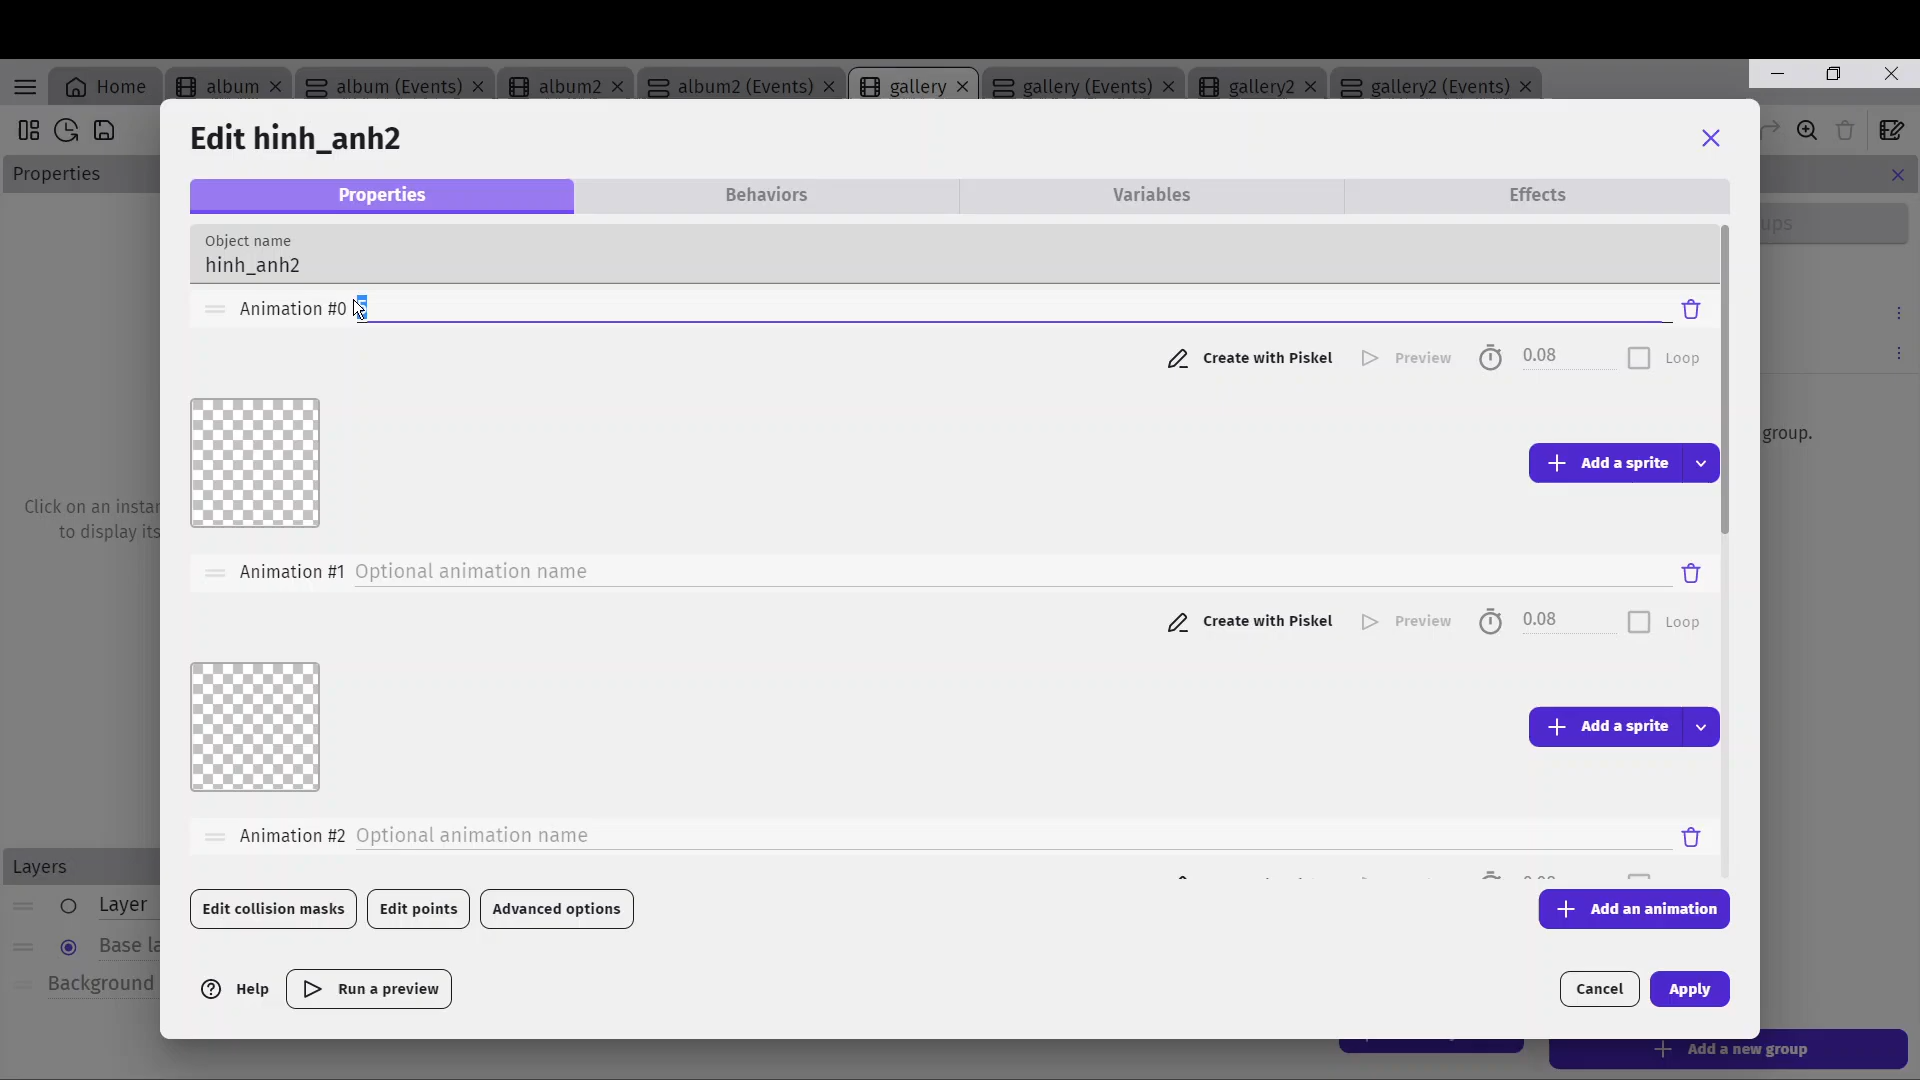 Home
album
album (Events)
album2
album2 (Events)
gallery
gallery (Events)
gallery2
gallery2 (Events)
Edit hinh_anh2
Properties
Properties
Behaviors
Variables
Effects
ups
Object name
hinh_anh2
Animation #0
Create with Piskel
Preview
0.08
Loop
group.
Add a sprite
Click on an instan
to display its
Animation #1 Optional animation name
Create with Piskel
Preview
0.08
Loop
Add a sprite
Animation #2 Optional animation name
Layers
Layer
Base la
Background
Edit collision masks
Edit points
Advanced options
Add an animation
Help
Run a preview
Cancel
Apply
Add a new group